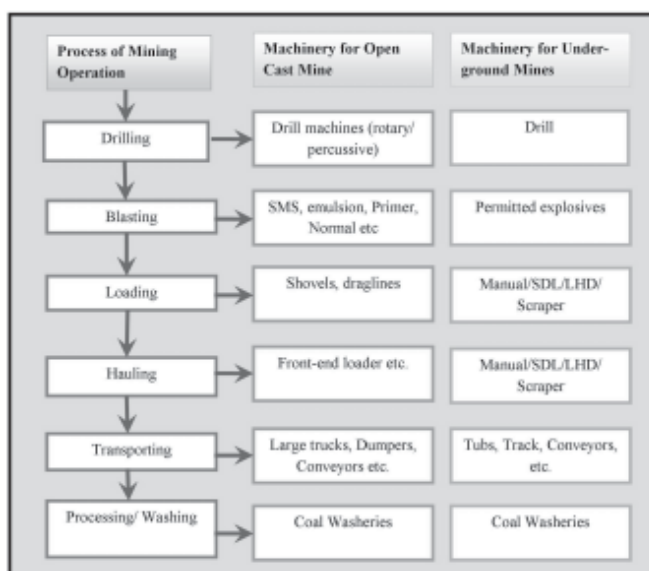 Process of Mining
Operation
Machinery for Open
Cast Mine
Machinery for Under-
ground Mines
Drilling
Drill machines (rotary/
percussive)
Drill
Blasting
SMS, emulsion, Primer,
Normal etc
Permitted explosives
Loading
Shovels, draglines
Manual/SDL/LHD/
Scraper
Hauling
Front-end loader etc.
Manual/SDL/LHD/
Scraper
Transporting
Large trucks, Dumpers,
Conveyors etc.
Tubs, Track, Conveyors,
etc.
Processing/ Washing
Coal Washeries
Coal Washeries